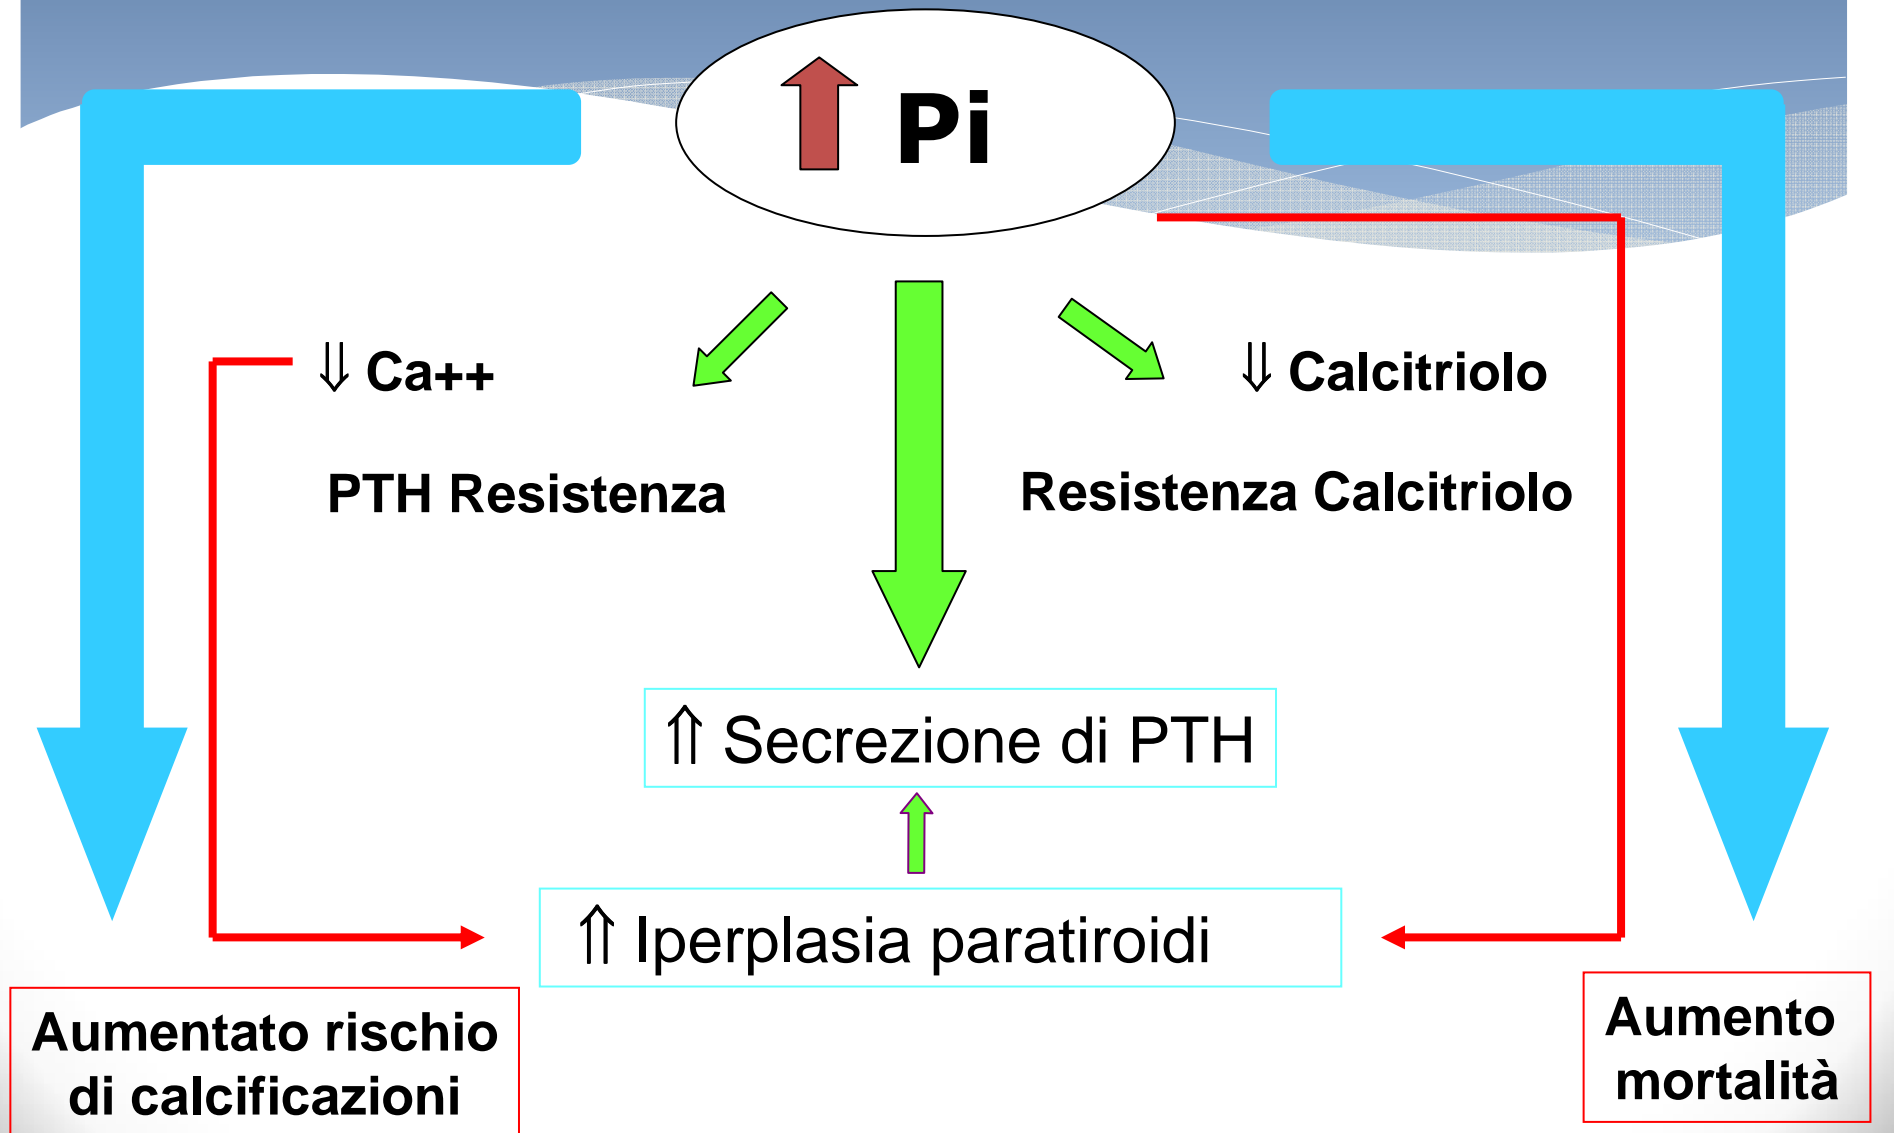 Pi
⇓ Ca++
⇓ Calcitriolo
PTH Resistenza
Resistenza Calcitriolo
⇑ Secrezione di PTH
⇑ Iperplasia paratiroidi
Aumentato rischio
di calcificazioni
Aumento
mortalità